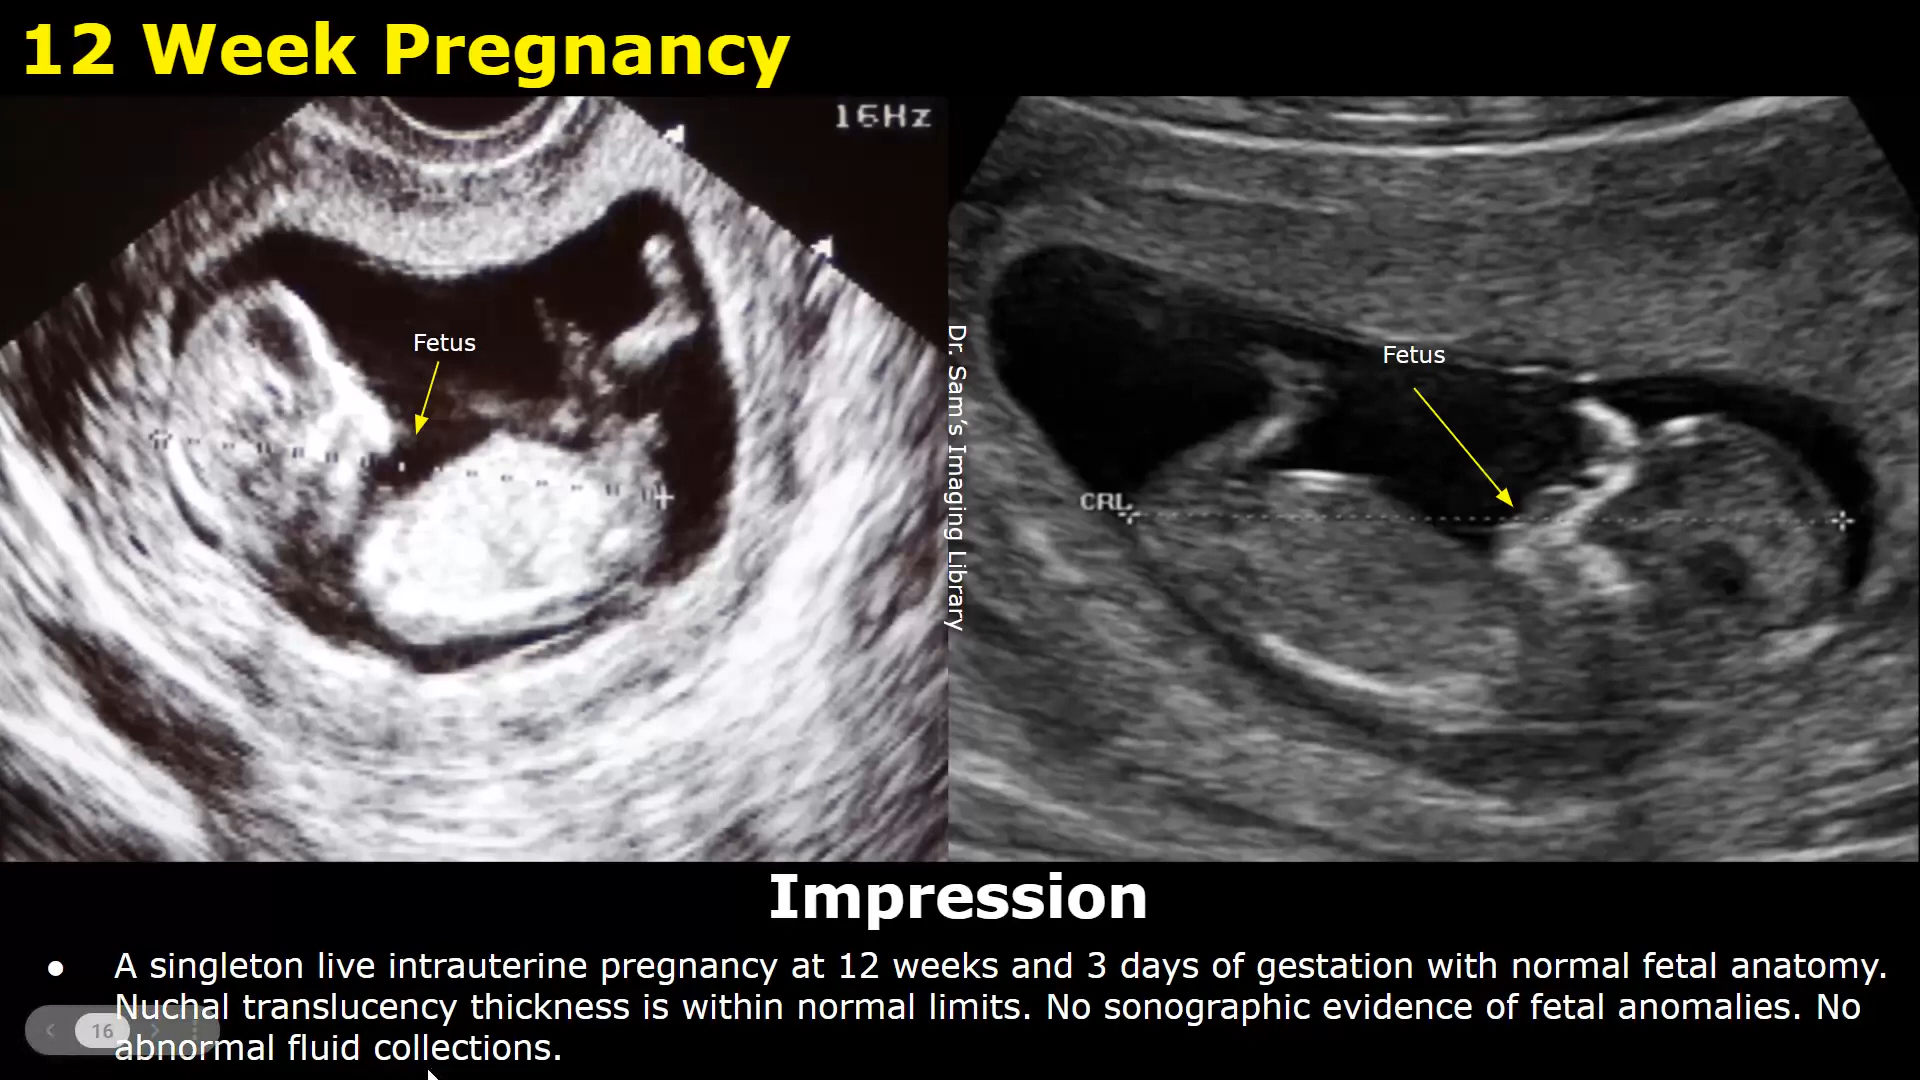 12 Week Pregnancy
16Hz
Fetus
Dr. Sam's Imaging Library
Fetus
CRL
Impression
● A singleton live intrauterine pregnancy at 12 weeks and 3 days of gestation with normal fetal anatomy.
Nuchal translucency thickness is within normal limits. No sonographic evidence of fetal anomalies. No
abnormal fluid collections.
16